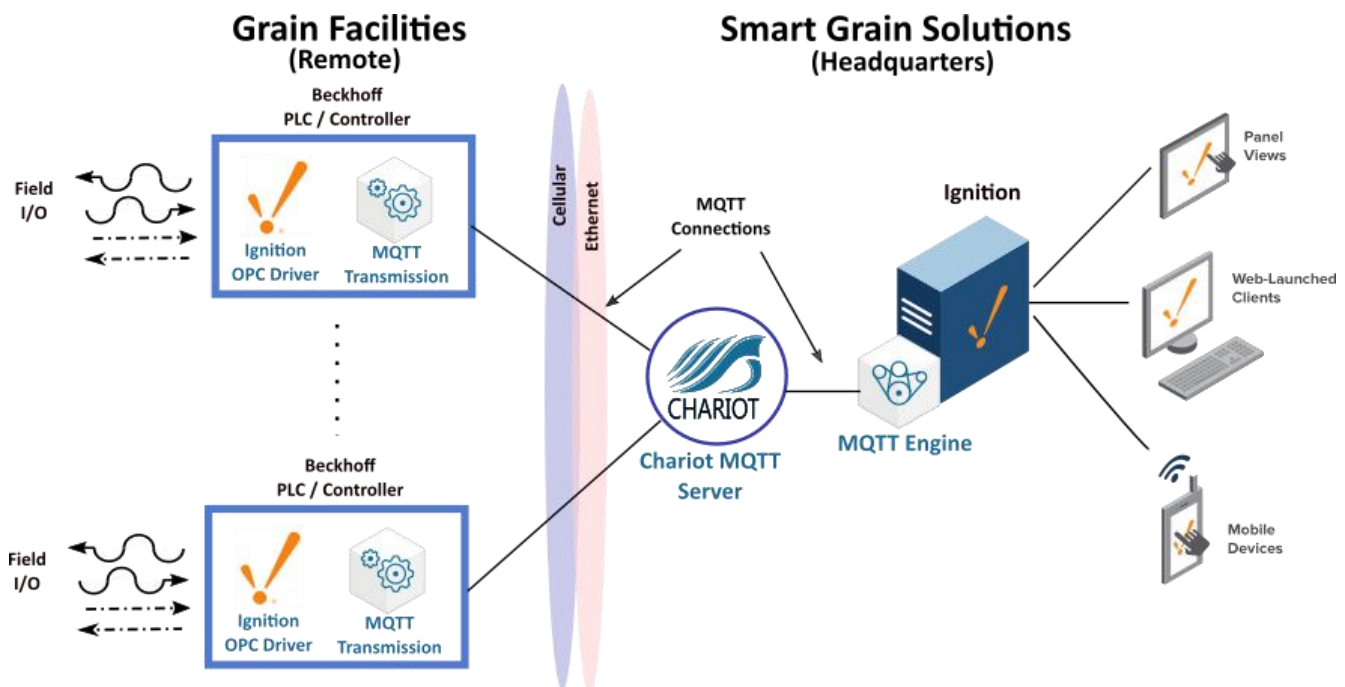 Grain Facilities
(Remote)
Smart Grain Solutions
(Headquarters)
Beckhoff
PLC / Controller
Field
I/O
Ignition
OPC Driver
MQTT
Transmission
Cellular
Ethernet
MQTT
Connections
Ignition
Panel
Views
Web-Launched
Clients
CHARIOT
Chariot MQTT
Server
MQTT Engine
Beckhoff
PLC / Controller
Field
I/O
Ignition
OPC Driver
MQTT
Transmission
Mobile
Devices